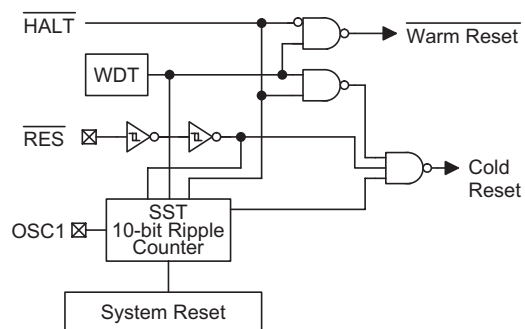 HALT
Warm Reset
WDT
RES
Cold
Reset
SST
OSC1
10-bit Ripple
Counter
System Reset